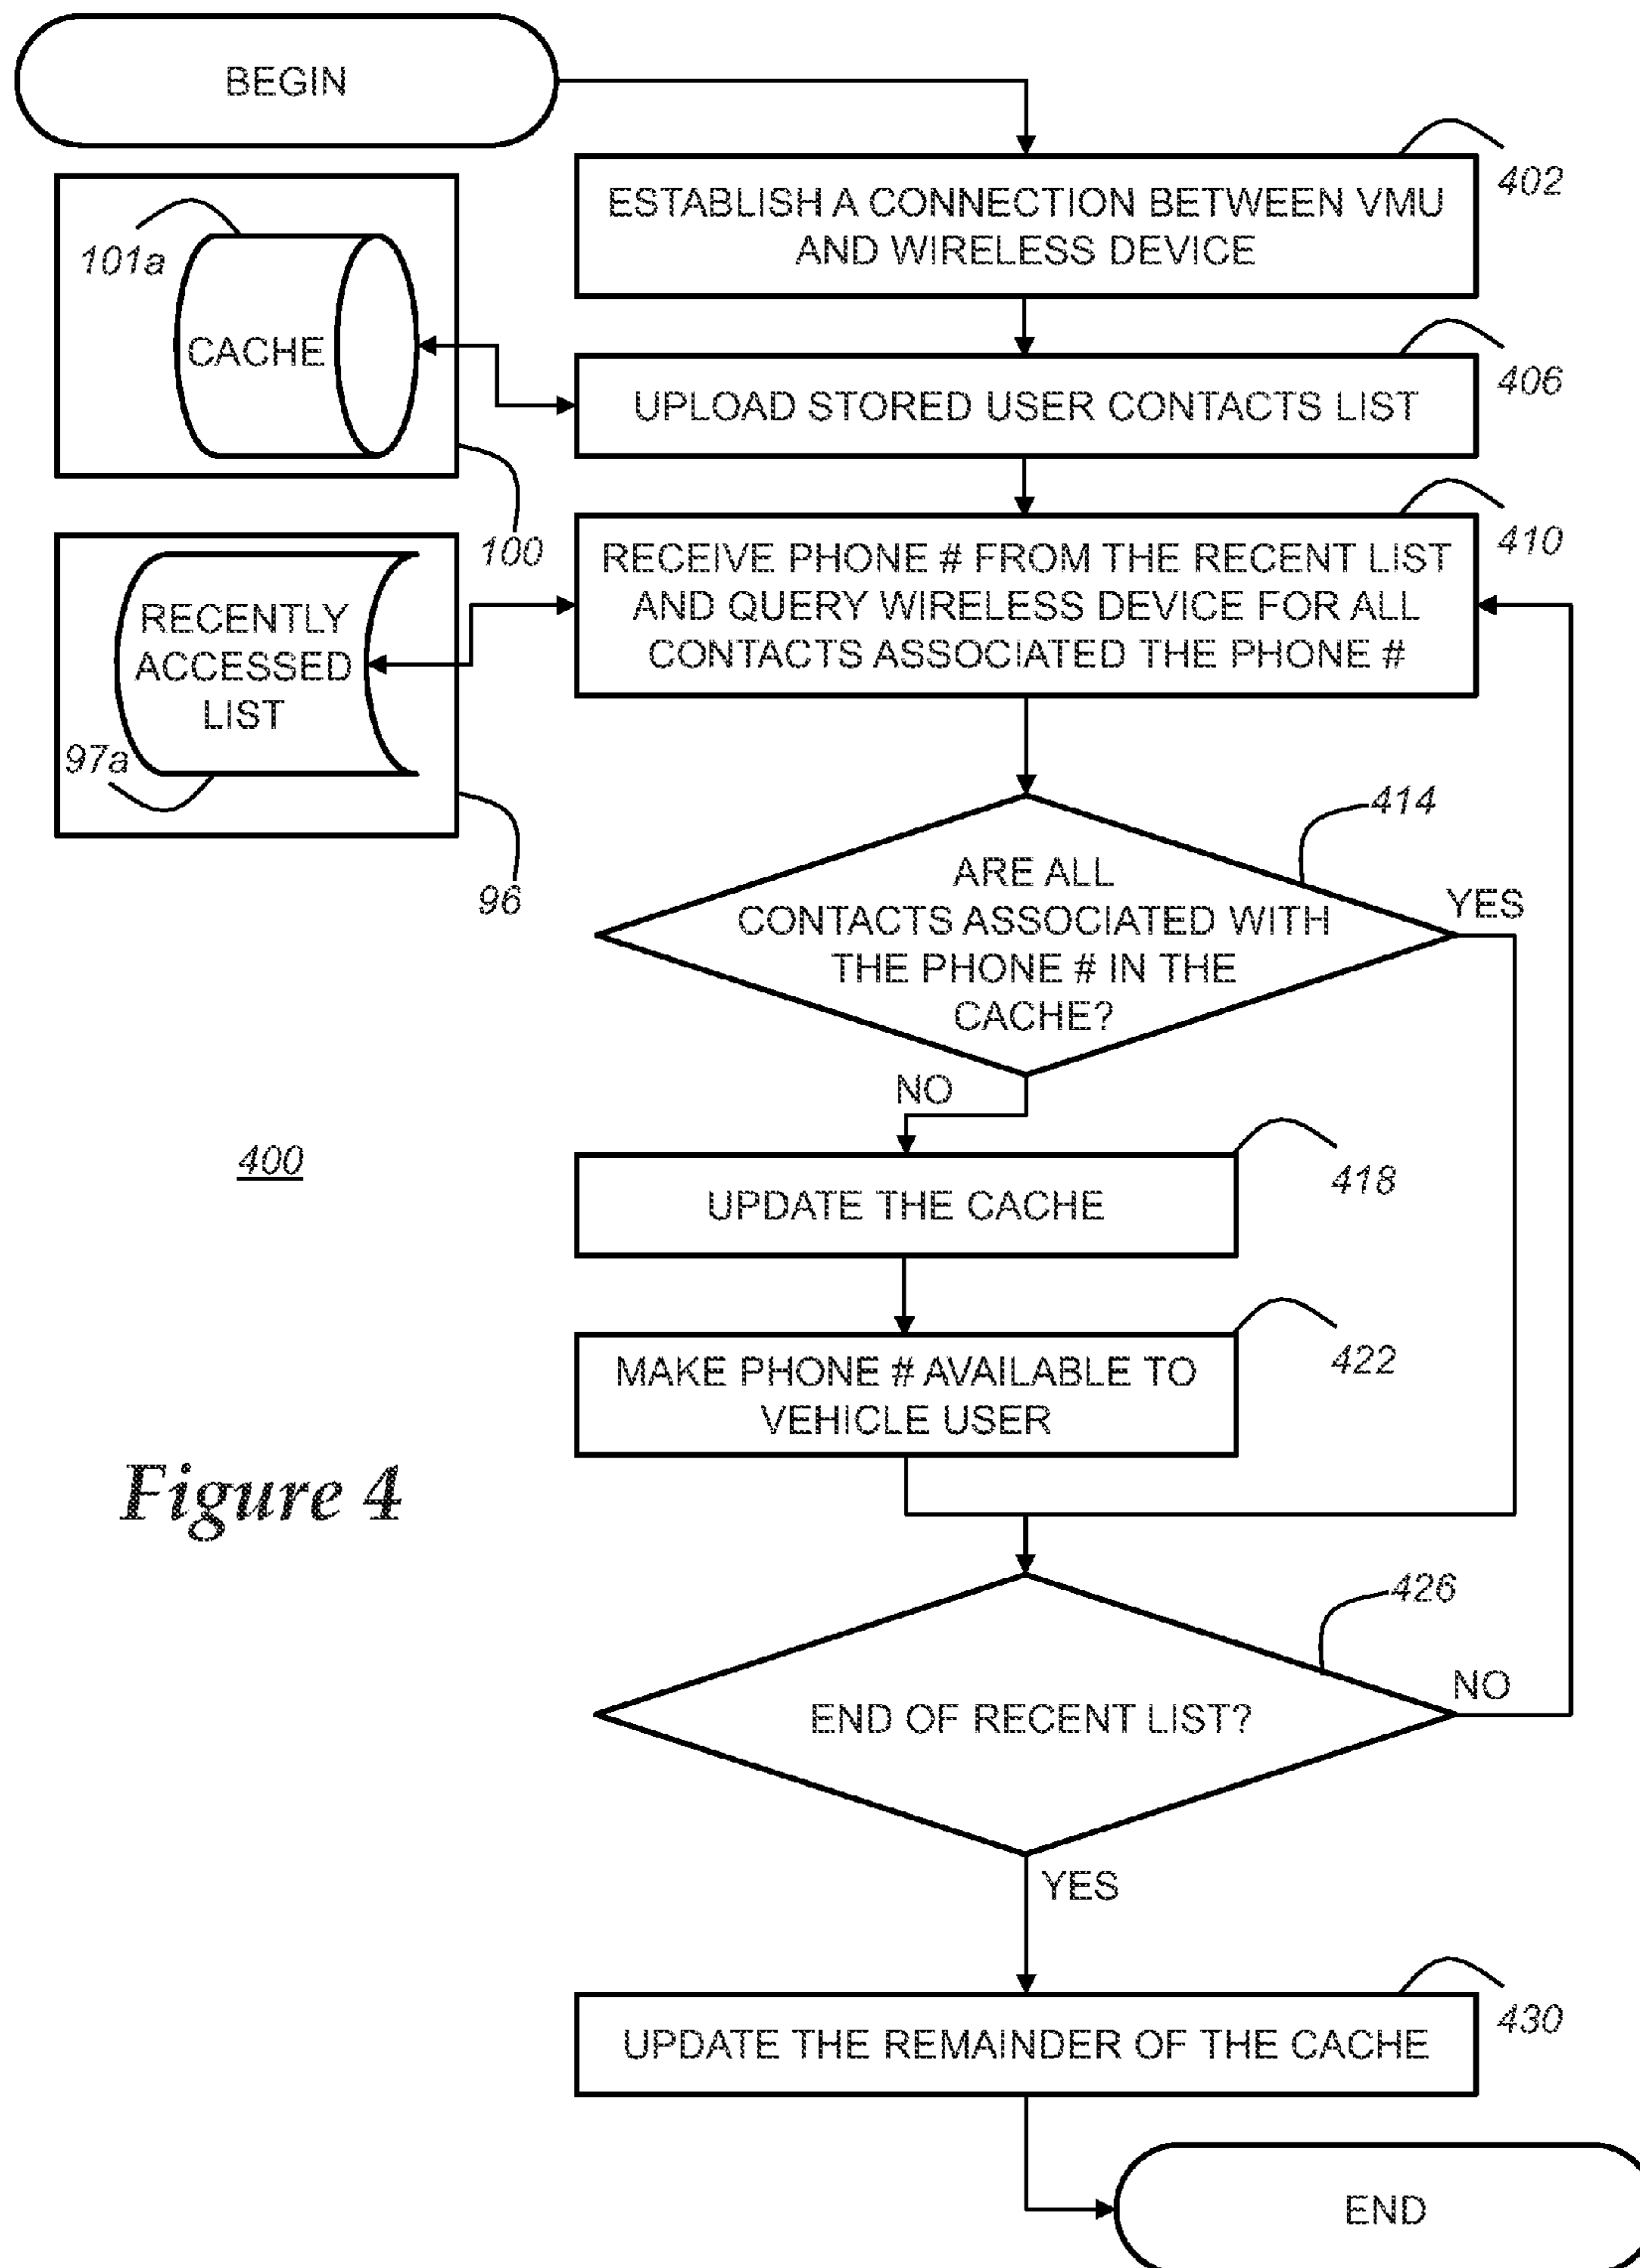 BEGIN
402
ESTABLISH A CONNECTION BETWEEN VMU
AND WIRELESS DEVICE
101a
CACHE
100
406
UPLOAD STORED USER CONTACTS LIST
410
RECEIVE PHONE # FROM THE RECENT LIST
AND QUERY WIRELESS DEVICE FOR ALL
CONTACTS ASSOCIATED THE PHONE #
RECENTLY
ACCESSED
LIST
97a
96
414
ARE ALL
CONTACTS ASSOCIATED WITH
THE PHONE # IN THE
CACHE?
YES
NO
400
418
UPDATE THE CACHE
422
MAKE PHONE # AVAILABLE TO
VEHICLE USER
Figure 4
426
END OF RECENT LIST?
NO
YES
430
UPDATE THE REMAINDER OF THE CACHE
END